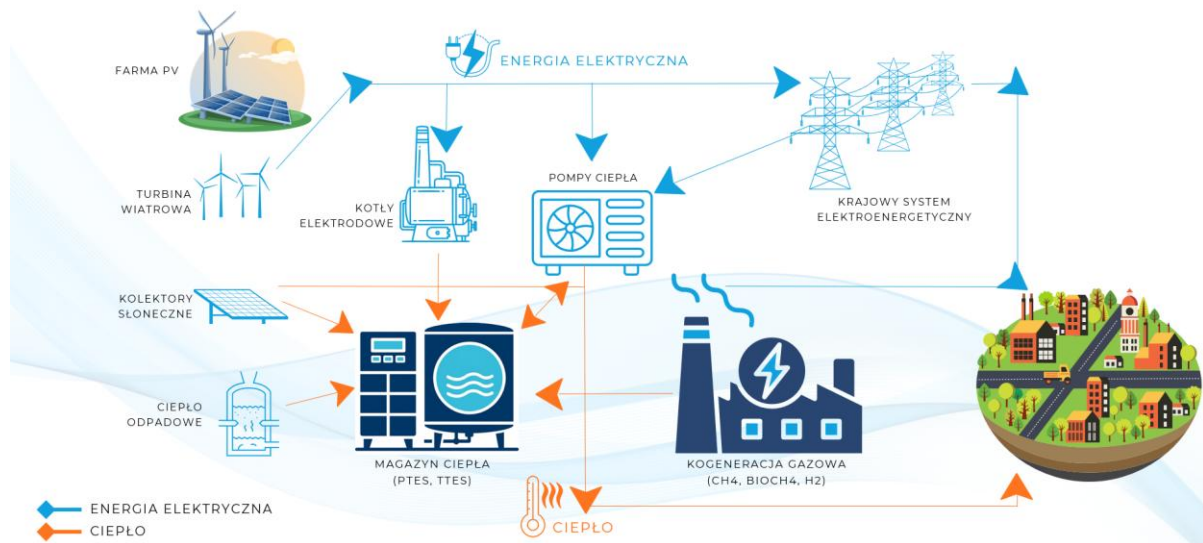 FARMA PV
ENERGIA ELEKTRYCZNA
TURBINA
WIATROWA
KOTŁY
ELEKTRODOWE
POMPY CIEPŁA
KRAJOWY SYSTEM
ELEKTROENERGETYCZNY
KOLEKTORY
SŁONECZNE
CIEPŁO
ODPADOWE
MAGAZYN CIEPŁA
(PTES, TTES)
KOGENERACJA GAZOWA
(CH4, BIOCH4, H2)
ENERGIA ELEKTRYCZNA
CIEPŁO
CIEPŁO